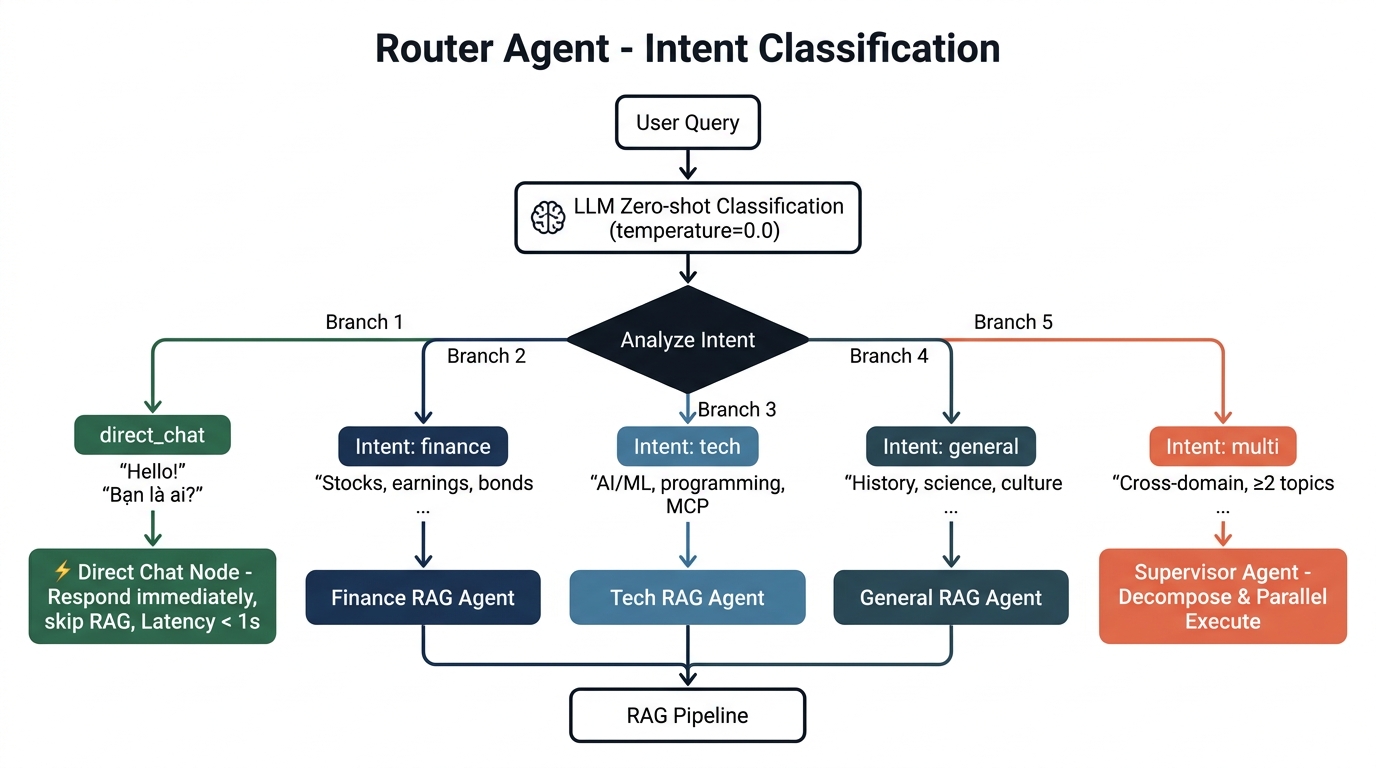 Router Agent - Intent Classification
User Query
LLM Zero-shot Classification
(temperature=0.0)
Analyze Intent
Branch 1
Branch 2
Branch 3
Branch 4
Branch 5
direct_chat
“Hello!”
“Bạn là ai?”
⚡ Direct Chat Node -
Respond immediately,
skip RAG, Latency < 1s
Intent: finance
“Stocks, earnings, bonds
...
Finance RAG Agent
Intent: tech
“AI/ML, programming,
MCP
Tech RAG Agent
Intent: general
“History, science, culture
...
General RAG Agent
Intent: multi
“Cross-domain, ≥2 topics
...
Supervisor Agent -
Decompose & Parallel
Execute
RAG Pipeline